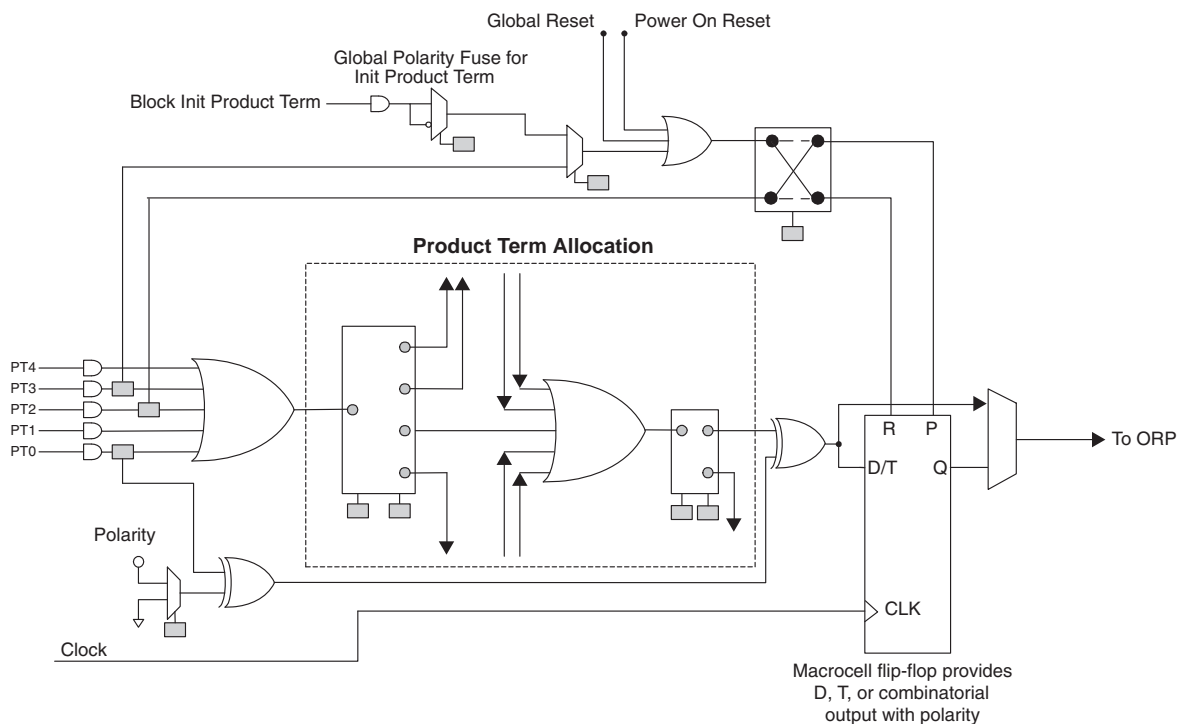 Global Reset
Power On Reset
Global Polarity Fuse for
Init Product Term
Block Init Product Term
Product Term Allocation
PT4
PT3
PT2
PT1
PT0
R
P
D/T
Q
To ORP
Polarity
CLK
Clock
Macrocell flip-flop provides
D, T, or combinatorial
output with polarity